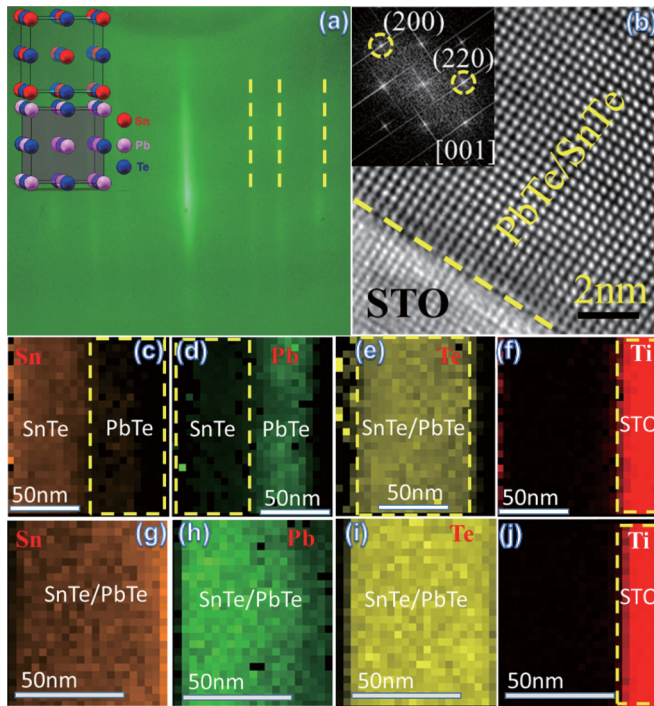 (a)
Sn
Pb
Te
(b)
(200)
(220)
[001]
PbTe/SnTe
STO
2nm
Sn
(c)
SnTe
PbTe
50nm
(d)
Pb
SnTe
PbTe
50nm
(e)
Te
SnTe/PbTe
50nm
(f)
Ti
STO
50nm
Sn
(g)
SnTe/PbTe
50nm
(h)
Pb
SnTe/PbTe
50nm
(i)
Te
SnTe/PbTe
50nm
(j)
Ti
STO
50nm